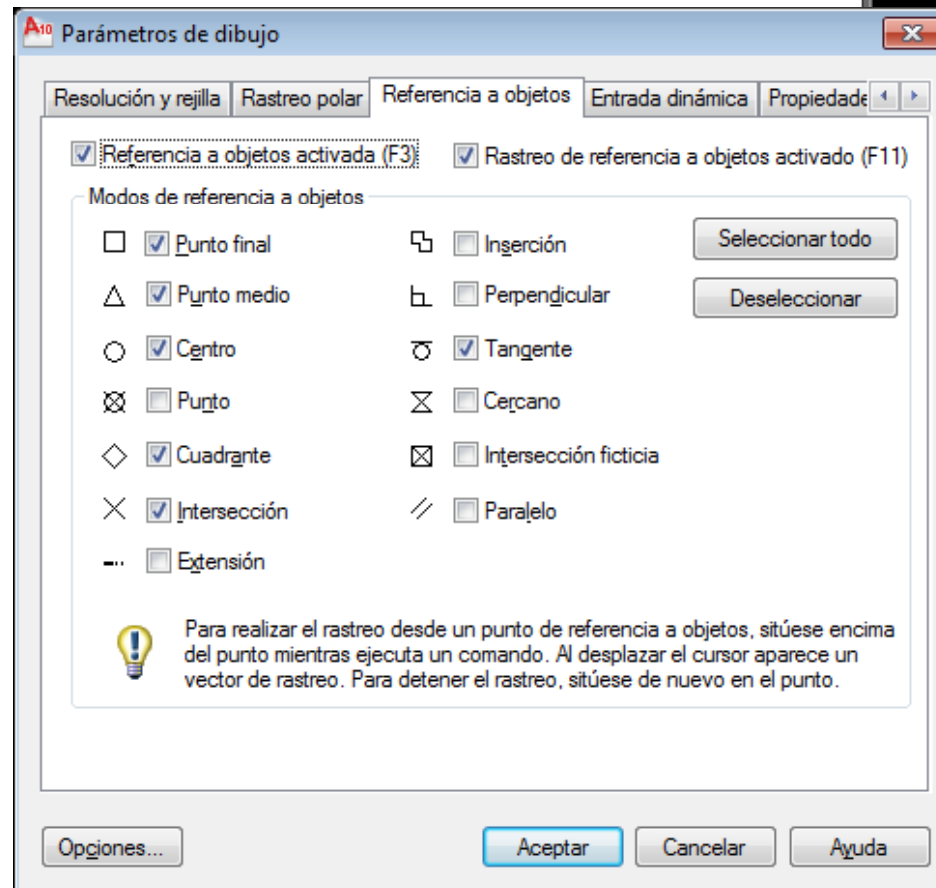 A10 Parámetros de dibujo
Resolución y rejilla Rastreo polar Referencia a objetos Entrada dinámica Propiedade
Referencia a objetos activada (F3) Rastreo de referencia a objetos activado (F11)
Modos de referencia a objetos
Punto final Inserción Seleccionar todo
Punto medio Perpendicular Deseleccionar
Centro Tangente
Punto Cercano
Cuadrante Intersección ficticia
Intersección Paralelo
Extensión
Para realizar el rastreo desde un punto de referencia a objetos, sitúese encima
del punto mientras ejecuta un comando. Al desplazar el cursor aparece un
vector de rastreo. Para detener el rastreo, sitúese de nuevo en el punto.
Opciones... Aceptar Cancelar Ayuda